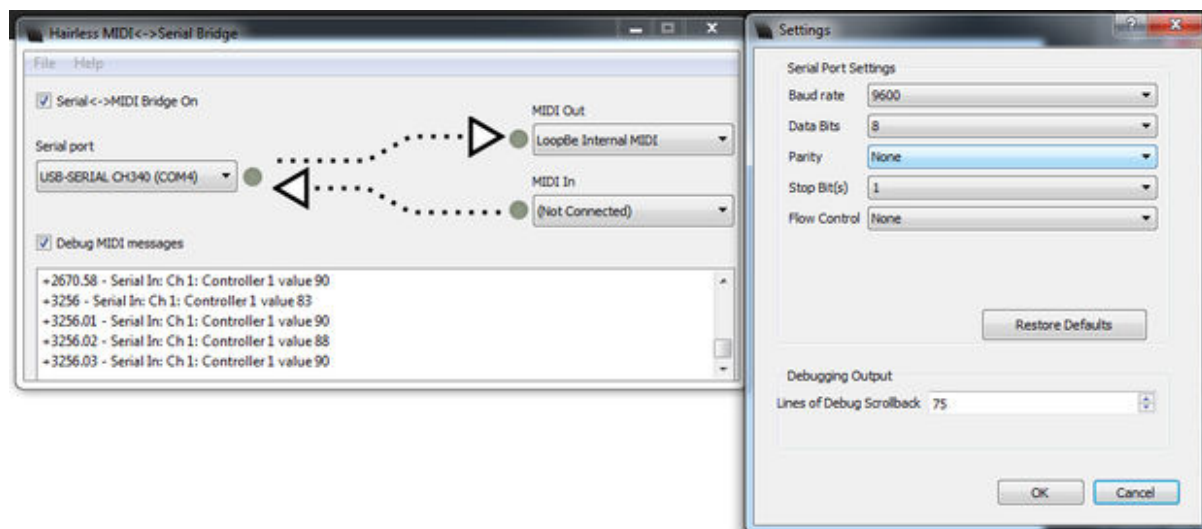 Hairless MIDI<->Serial Bridge
File Help
Serial<->MIDI Bridge On
MIDI Out
LoopBe Internal MIDI
Serial port
USB-SERIAL CH340 (COM4)
MIDI In
(Not Connected)
Debug MIDI messages
+2670.58 - Serial In: Ch 1: Controller 1 value 90
+3256 - Serial In: Ch 1: Controller 1 value 83
+3256.01 - Serial In: Ch 1: Controller 1 value 90
+3256.02 - Serial In: Ch 1: Controller 1 value 88
+3256.03 - Serial In: Ch 1: Controller 1 value 90
Settings
Serial Port Settings
Baud rate 9600
Data Bits 8
Parity None
Stop Bit(s) 1
Flow Control None
Restore Defaults
Debugging Output
Lines of Debug Scrollback 75
OK Cancel